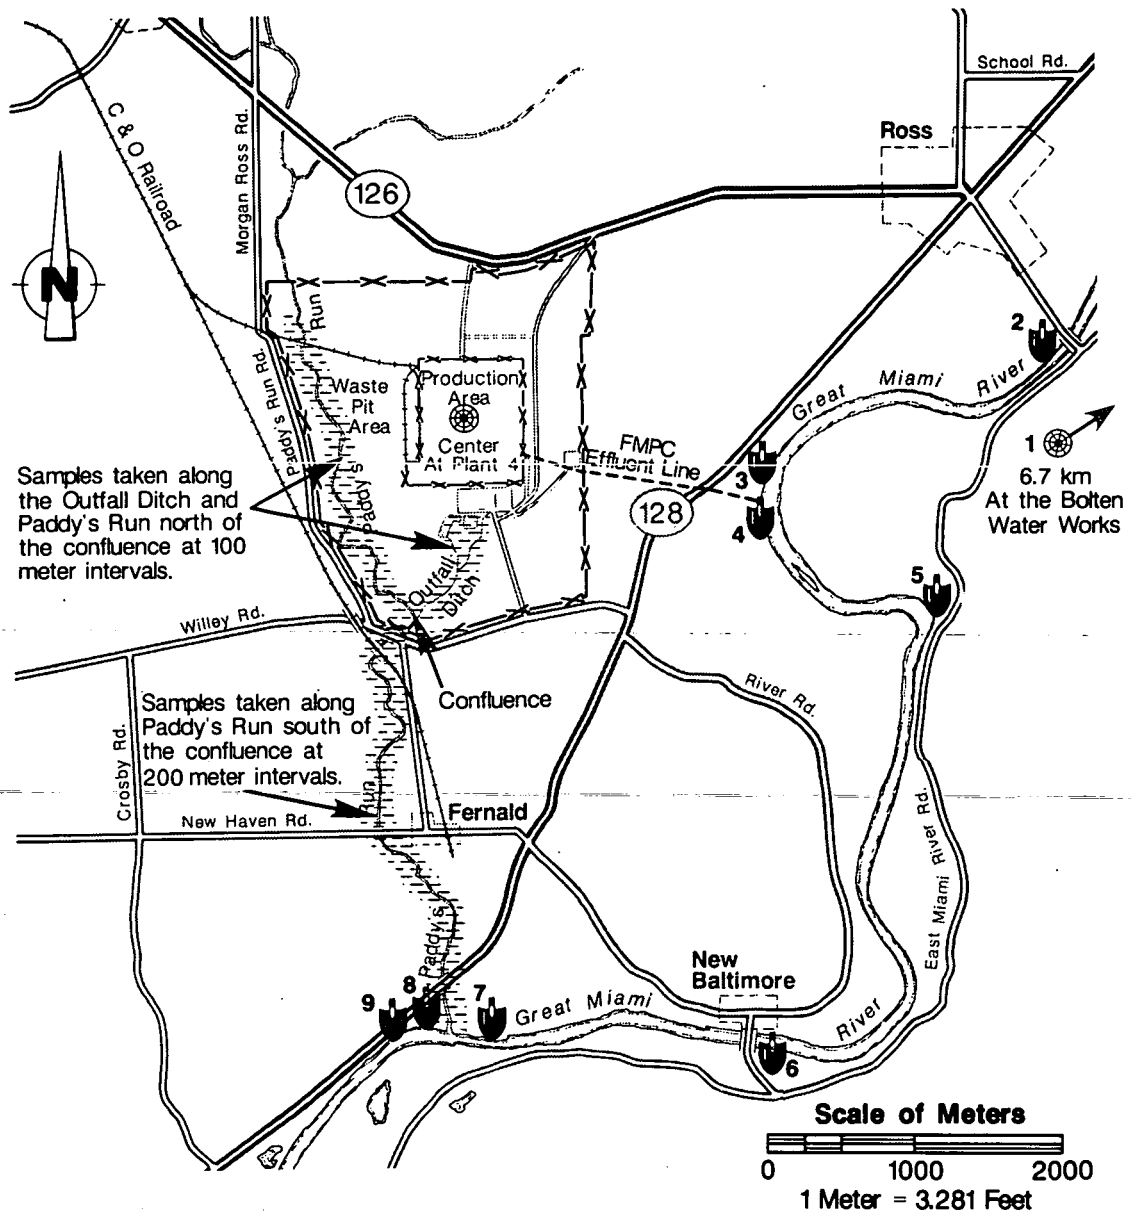 School Rd.
C & O Railroad
Morgan Ross Rd.
Ross
126
N
Run
2
Great Miami River
Paddy's Run Rd.
Waste
Pit
Area
Production
Area
Center
At Plant 4
FMPC
Effluent Line
1
6.7 km
At the Bolten
Water Works
3
128
4
Samples taken along
the Outfall Ditch and
Paddy's Run north of
the confluence at 100
meter intervals.
Paddy's
Outfall
Ditch
5
Willey Rd.
Confluence
River Rd.
Samples taken along
Paddy's Run south of
the confluence at
200 meter intervals.
Crosby Rd.
Run
New Haven Rd.
Fernald
East Miami River Rd.
Paddy's
New
Baltimore
9
8
7
Great Miami
River
6
Scale of Meters
0 1000 2000
1 Meter = 3.281 Feet